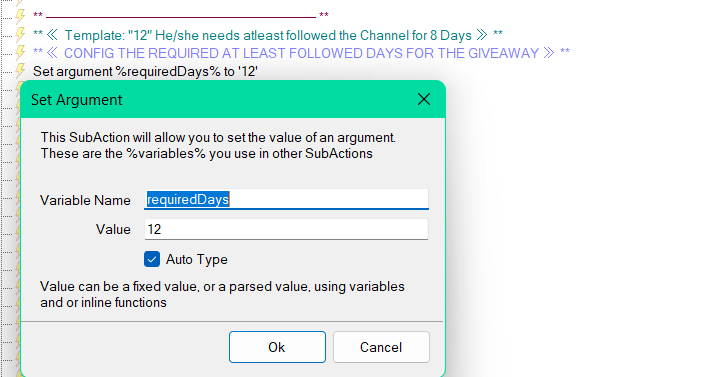 ** ———————————————————— **
** ≪ Template: "12" He/she needs atleast followed the Channel for 8 Days ≫ **
** ≪ CONFIG THE REQUIRED AT LEAST FOLLOWED DAYS FOR THE GIVEAWAY ≫ **
Set argument %requiredDays% to '12'
Set Argument
This SubAction will allow you to set the value of an argument.
These are the %variables% you use in other SubActions
Variable Name requiredDays
Value 12
Auto Type
Value can be a fixed value, or a parsed value, using variables
and or inline functions
Ok Cancel